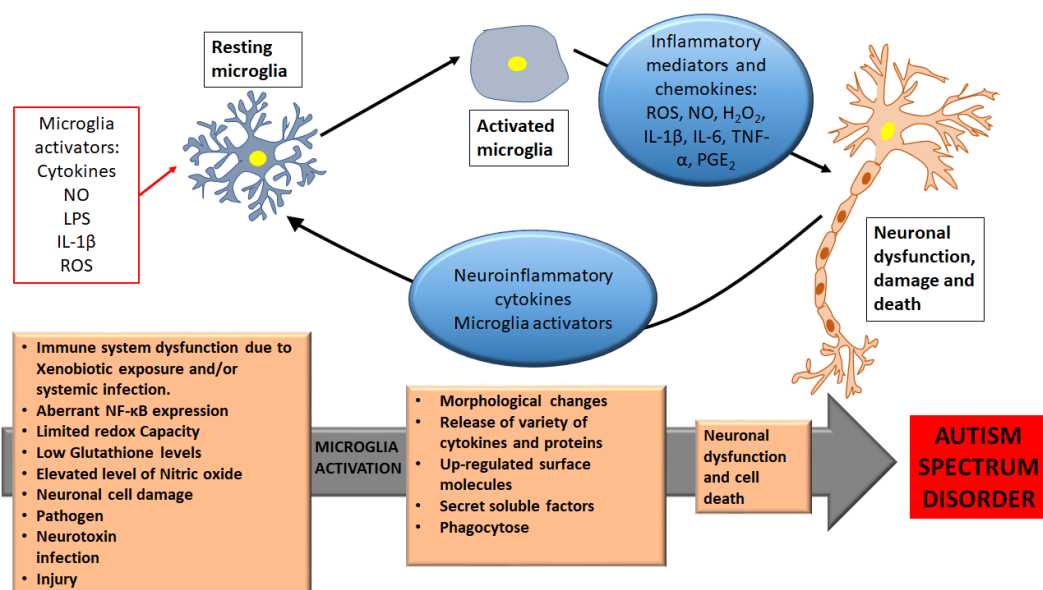 Resting
microglia
Microglia
activators:
Cytokines
NO
LPS
IL-1β
ROS
Activated
microglia
Inflammatory
mediators and
chemokines:
ROS, NO, H₂O₂,
IL-1β, IL-6, TNF-
α, PGE₂
Neuronal
dysfunction,
damage and
death
Neuroinflammatory
cytokines
Microglia activators
• Immune system dysfunction due to
Xenobiotic exposure and/or
systemic infection.
• Aberrant NF-κB expression
• Limited redox Capacity
• Low Glutathione levels
• Elevated level of Nitric oxide
• Neuronal cell damage
• Pathogen
• Neurotoxin
infection
• Injury
MICROGLIA
ACTIVATION
• Morphological changes
• Release of variety of
cytokines and proteins
• Up-regulated surface
molecules
• Secret soluble factors
• Phagocytose
Neuronal
dysfunction
and cell
death
AUTISM
SPECTRUM
DISORDER